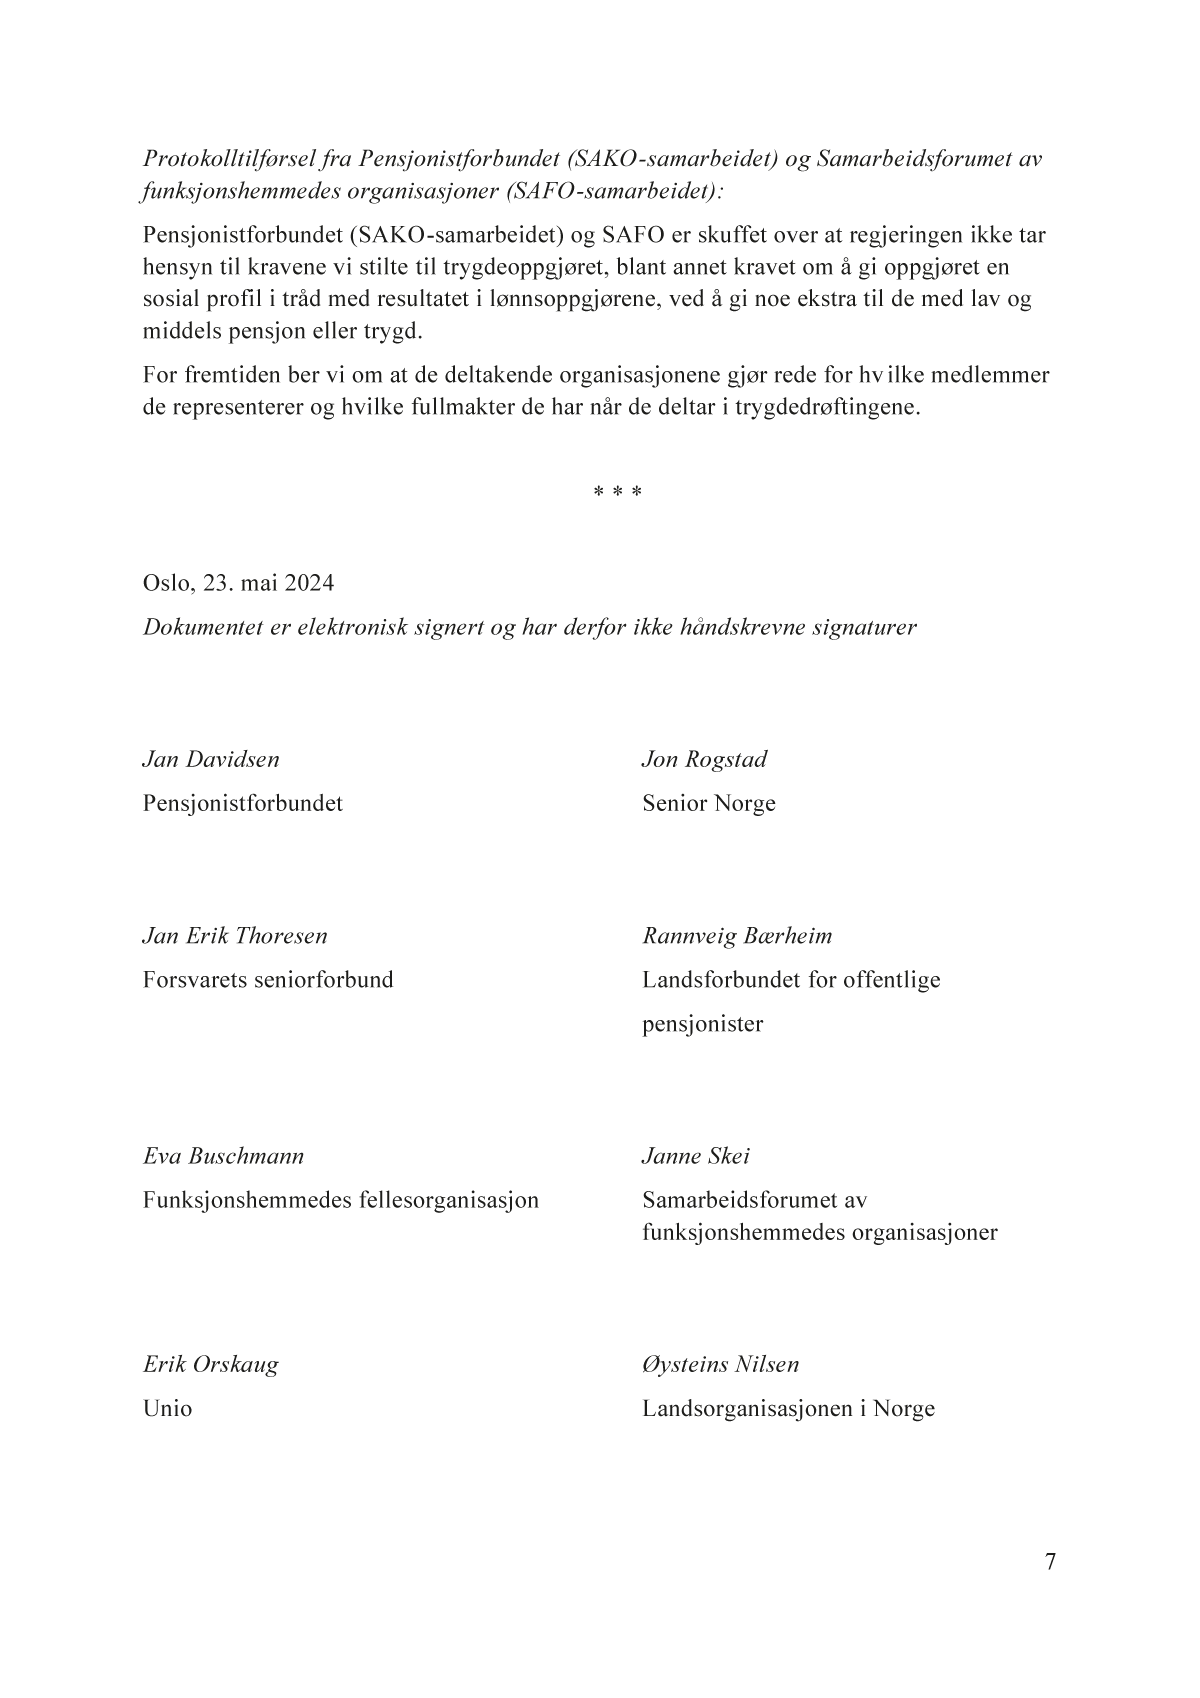 Protokolltilførsel fra Pensjonistforbundet (SAKO-samarbeidet) og Samarbeidsforumet av
funksjonshemmedes organisasjoner (SAFO-samarbeidet):
Pensjonistforbundet (SAKO-samarbeidet) og SAFO er skuffet over at regjeringen ikke tar
hensyn til kravene vi stilte til trygdeoppgjøret, blant annet kravet om å gi oppgjøret en
sosial profil i tråd med resultatet i lønnsoppgjørene, ved å gi noe ekstra til de med lav og
middels pensjon eller trygd.
For fremtiden ber vi om at de deltakende organisasjonene gjør rede for hvilke medlemmer
de representerer og hvilke fullmakter de har når de deltar i trygdedrøftingene.
* * *
Oslo, 23. mai 2024
Dokumentet er elektronisk signert og har derfor ikke håndskrevne signaturer
Jan Davidsen
Pensjonistforbundet
Jon Rogstad
Senior Norge
Jan Erik Thoresen
Forsvarets seniorforbund
Rannveig Bærheim
Landsforbundet for offentlige
pensjonister
Eva Buschmann
Funksjonshemmedes fellesorganisasjon
Janne Skei
Samarbeidsforumet av
funksjonshemmedes organisasjoner
Erik Orskaug
Unio
Øysteins Nilsen
Landsorganisasjonen i Norge
7